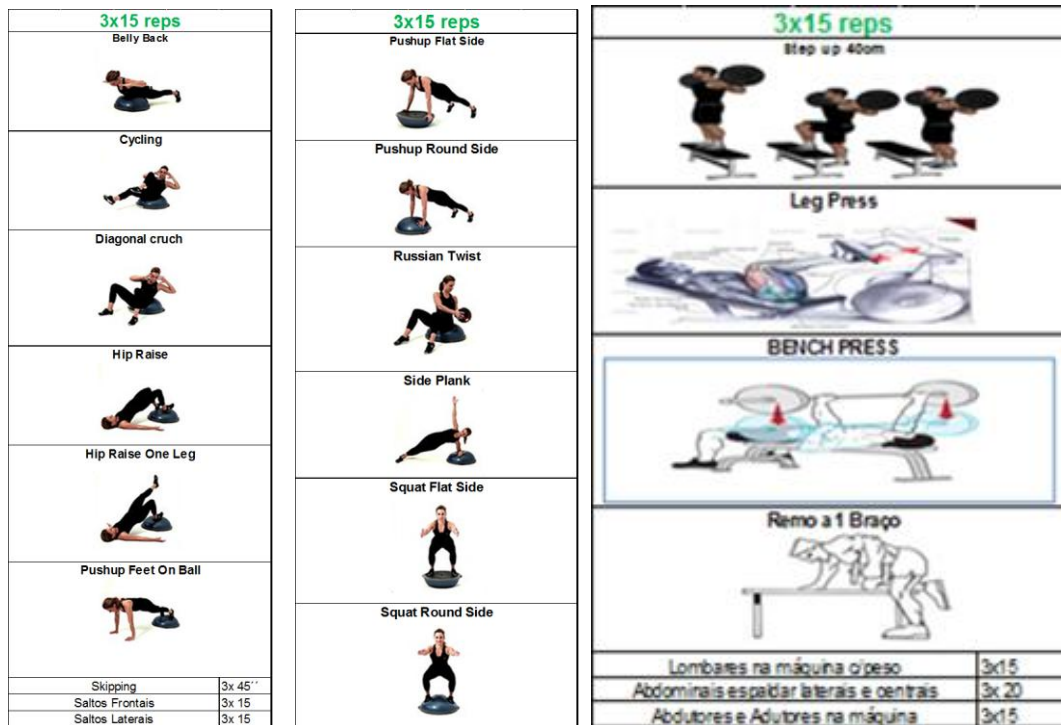 3x15 reps
Belly Back
Cycling
Diagonal cruch
Hip Raise
Hip Raise One Leg
Pushup Feet On Ball
Skipping 3x 45´´
Saltos Frontais 3x 15
Saltos Laterais 3x 15
3x15 reps
Pushup Flat Side
Pushup Round Side
Russian Twist
Side Plank
Squat Flat Side
Squat Round Side
3x15 reps
Step up 40cm
Leg Press
BENCH PRESS
Remo a 1 Braço
Lombares na máquina c/peso 3x15
Abdominais espaldar laterais e centrais 3x 20
Abdutores e Adutores na máquina 3x15